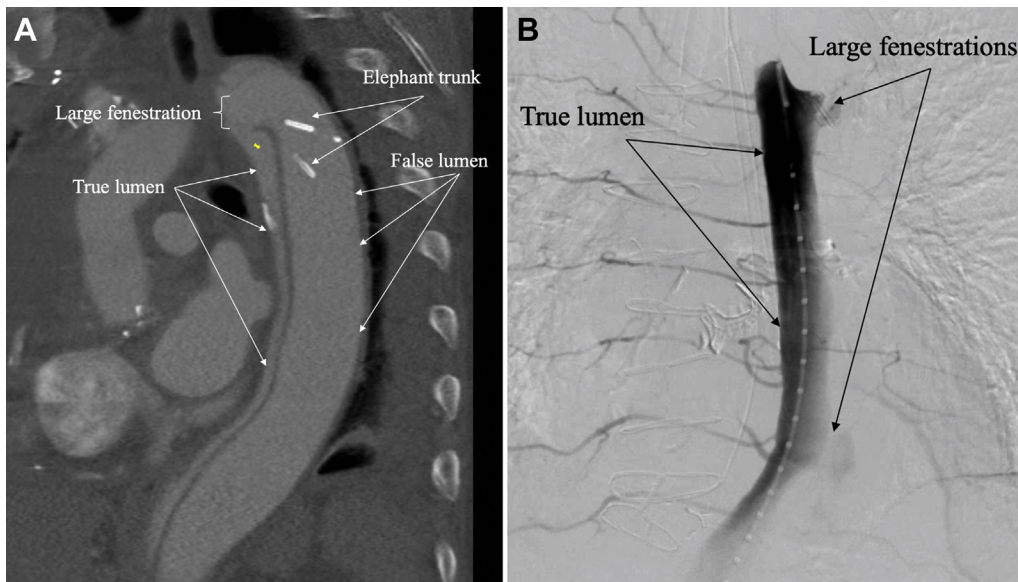 A
Elephant trunk
Large fenestration
False lumen
True lumen
B
Large fenestrations
True lumen